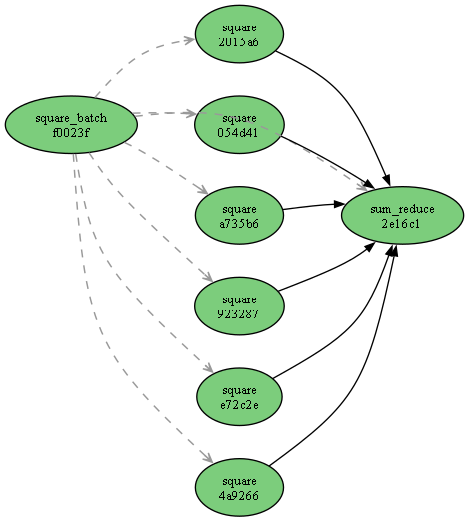 square
2015a6
square_batch
f0023f
square
054d41
square
a735b6
sum_reduce
2e16c1
square
923287
square
e72c2e
square
4a9266